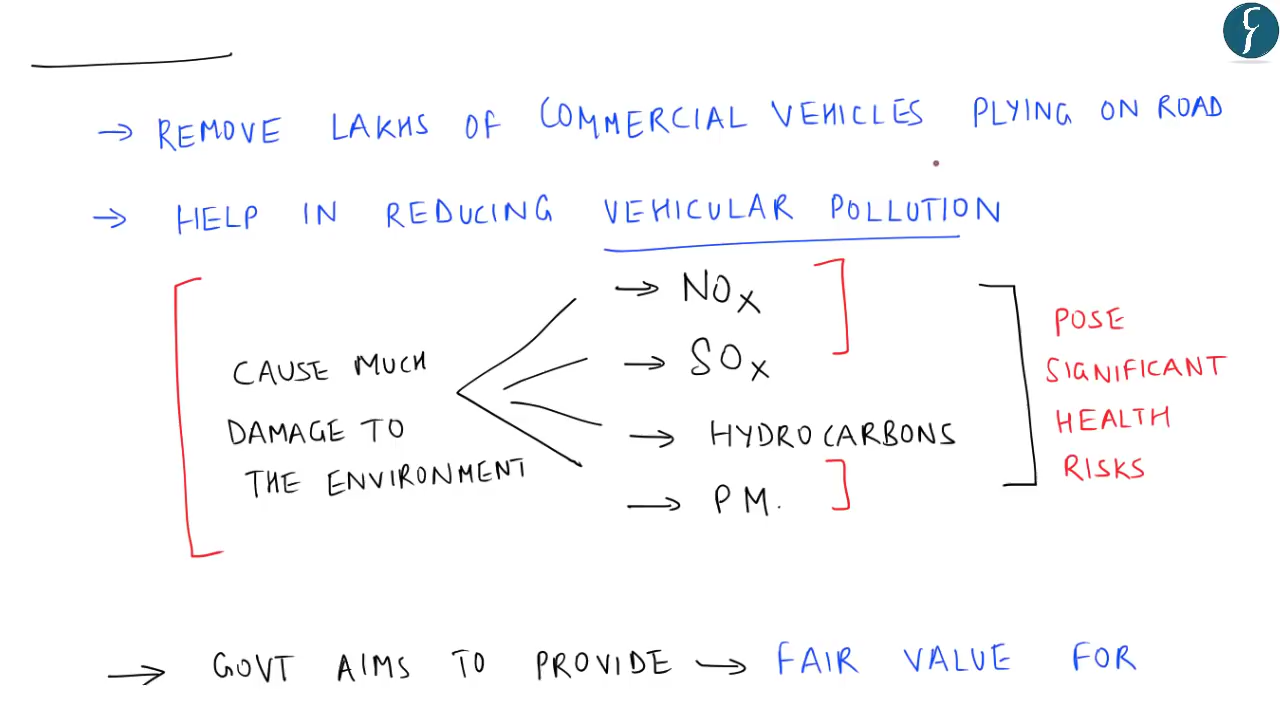 → REMOVE LAKHS OF COMMERCIAL VEHICLES PLYING ON ROAD
→ HELP IN REDUCING VEHICULAR POLLUTION
CAUSE MUCH
DAMAGE TO
THE ENVIRONMENT
→ NOx
→ SOx
→ HYDROCARBONS
→ PM.
POSE
SIGNIFICANT
HEALTH
RISKS
→ GOVT AIMS TO PROVIDE → FAIR VALUE FOR